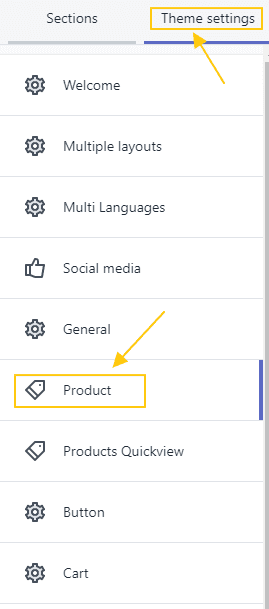 Sections Theme settings
Welcome
Multiple layouts
Multi Languages
Social media
General
Product
Products Quickview
Button
Cart